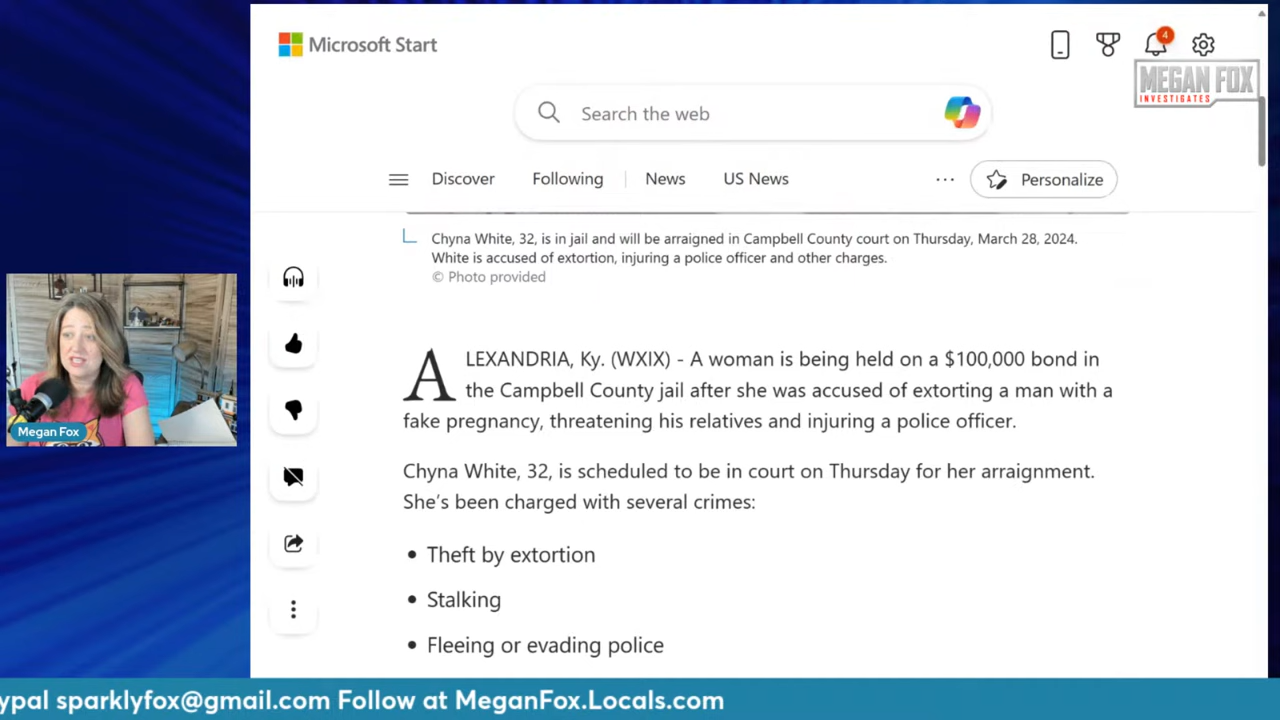 Microsoft Start
4
MEGAN FOX
INVESTIGATES
Search the web
Discover
Following
News
US News
...
Personalize
Chyna White, 32, is in jail and will be arraigned in Campbell County court on Thursday, March 28, 2024.
White is accused of extortion, injuring a police officer and other charges.
© Photo provided
ALEXANDRIA, Ky. (WXIX) - A woman is being held on a $100,000 bond in
the Campbell County jail after she was accused of extorting a man with a
fake pregnancy, threatening his relatives and injuring a police officer.
Chyna White, 32, is scheduled to be in court on Thursday for her arraignment.
She's been charged with several crimes:
• Theft by extortion
• Stalking
• Fleeing or evading police
Megan Fox
ypal sparklyfox@gmail.com Follow at MeganFox.Locals.com